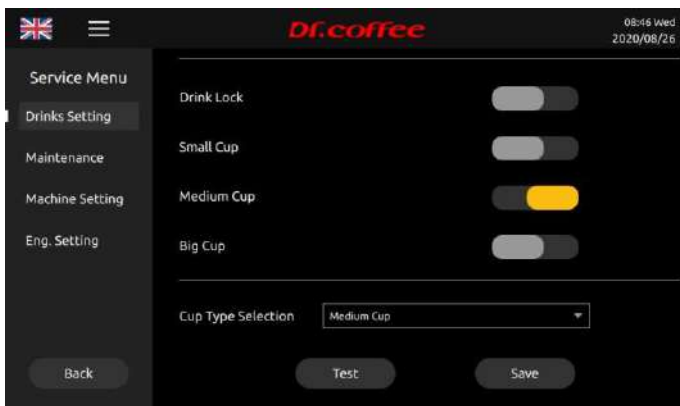 Dr.coffee
08:46 Wed
2020/08/26
Service Menu
Drinks Setting
Maintenance
Machine Setting
Eng. Setting
Back
Drink Lock
Small Cup
Medium Cup
Big Cup
Cup Type Selection Medium Cup
Test Save